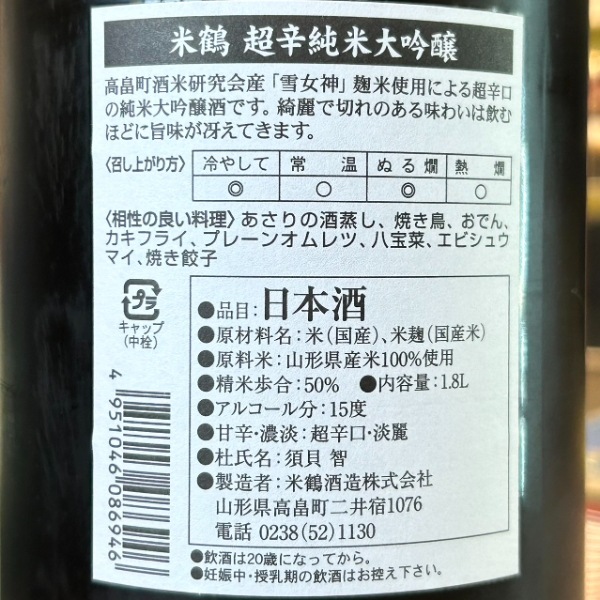 米鶴 超辛純米大吟醸
高畠町酒米研究会産「雪女神」麹米使用による超辛口
の純米大吟醸酒です。綺麗で切れのある味わいは飲む
ほどに旨味が冴えてきます。
〈召し上がり方〉 冷やして 常温 ぬる燗 熱燗
◎ ○ ◎ ○
〈相性の良い料理〉あさりの酒蒸し、焼き鳥、おでん、
カキフライ、プレーンオムレツ、八宝菜、エビシュウ
マイ、焼き餃子
プラ
キャップ
(中栓)
4951046086946
●品目:日本酒
●原材料名:米(国産)、米麹(国産米)
●原料米:山形県産米100%使用
●精米歩合:50% ●内容量:1.8L
●アルコール分:15度
●甘辛・濃淡:超辛口・淡麗
●杜氏名:須貝 智
●製造者:米鶴酒造株式会社
山形県高畠町二井宿1076
電話 0238(52)1130
●飲酒は20歳になってから。
●妊娠中・授乳期の飲酒はお控え下さい。